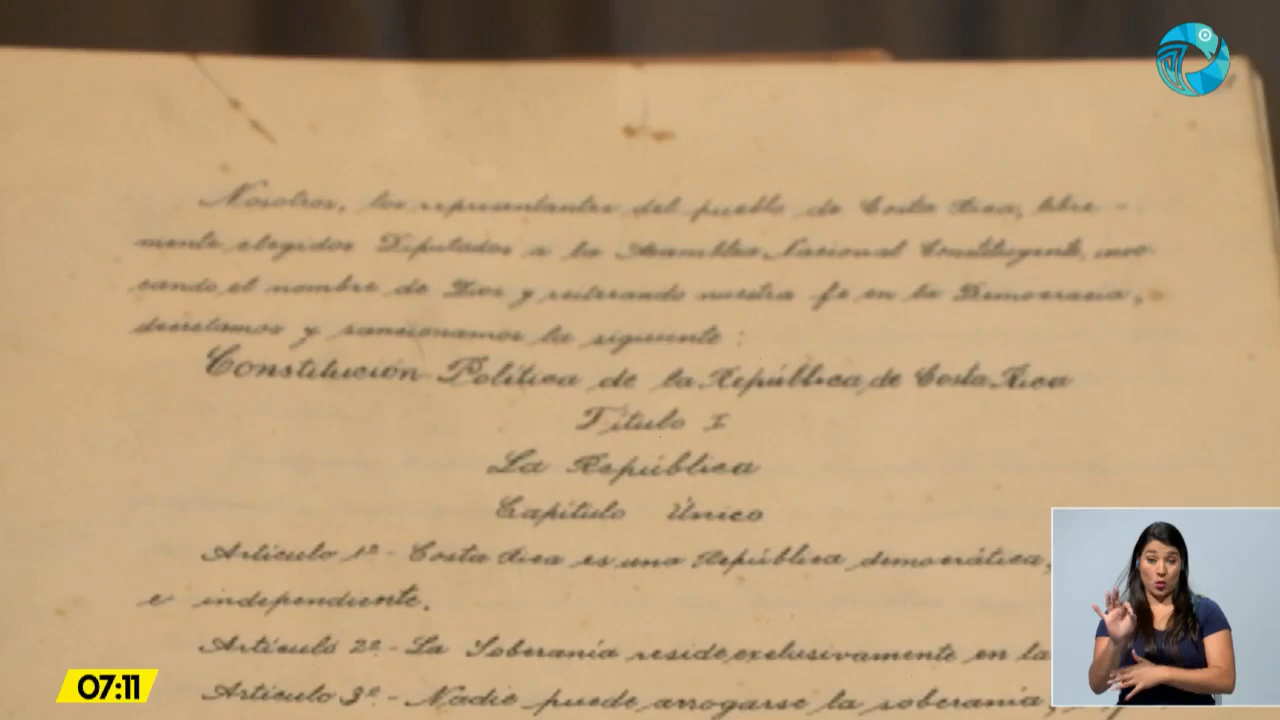 Nosotros, los representantes del pueblo de Costa Rica, libre -
mente elegidos Diputados a la Asamblea Nacional Constituyente, invo
cando el nombre de Dios y reiterando nuestra fe en la Democracia,
decretamos y sancionamos la siguiente :
Constitución Política de la República de Costa Rica
Título I
La República
Capítulo Único
Artículo 1º - Costa Rica es una República democrática,
e independiente.
Artículo 2º - La Soberanía reside exclusivamente en la
Artículo 3º - Nadie puede arrogarse la soberanía,
07:11